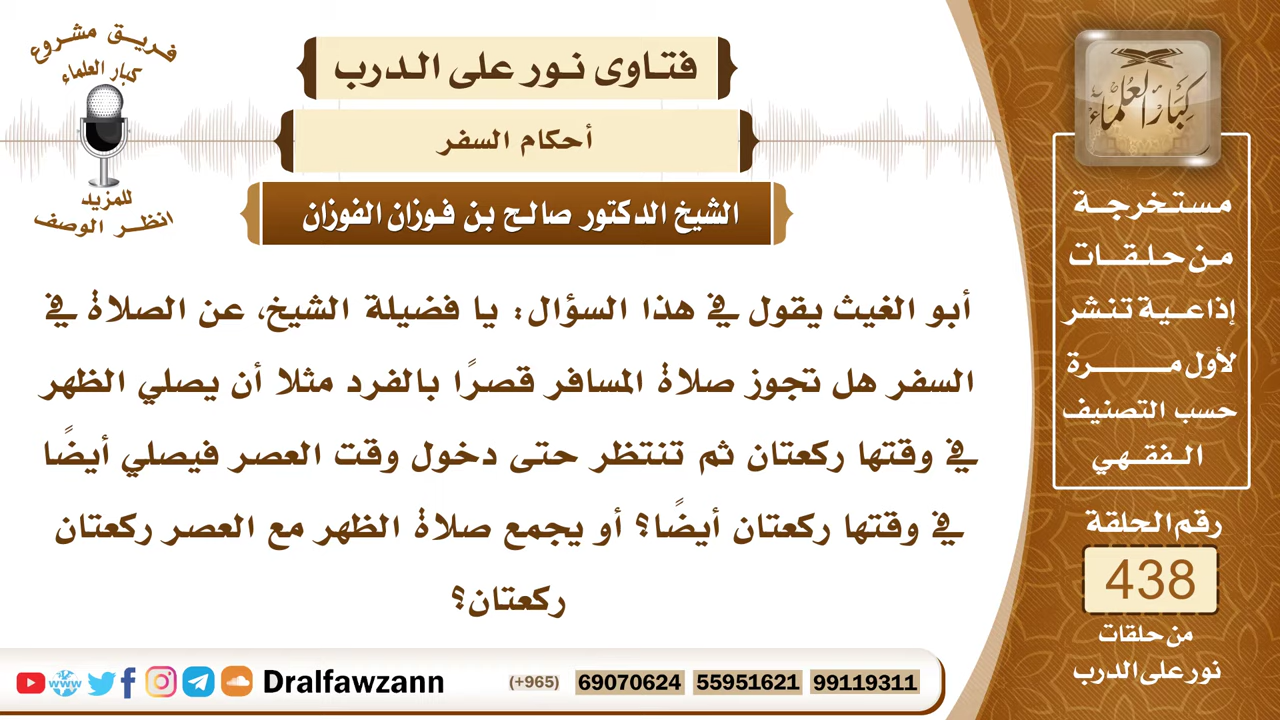 فريق مشروع
كبار العلماء
للمزيد
انظر الوصف
فتاوى نور على الدرب
أحكام السفر
الشيخ الدكتور صالح بن فوزان الفوزان
أبو الغيث يقول في هذا السؤال: يا فضيلة الشيخ، عن الصلاة في
السفر هل تجوز صلاة المسافر قصرًا بالفرد مثلا أن يصلي الظهر
في وقتها ركعتان ثم تنتظر حتى دخول وقت العصر فيصلي أيضًا
في وقتها ركعتان أيضًا؟ أو يجمع صلاة الظهر مع العصر ركعتان
ركعتان؟
كبار العلماء
مستخرجة
من حلقات
إذاعية تنشر
لأول مرة
حسب التصنيف
الفقهي
رقم الحلقة
438
من حلقات
نور على الدرب
www
Dralfawzann
(+965) 69070624 55951621 99119311